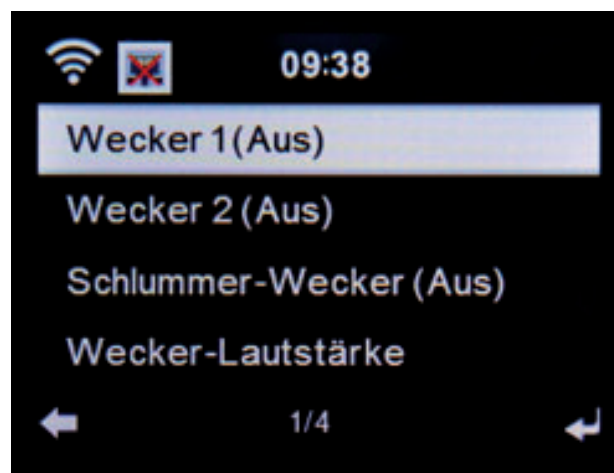 09:38
Wecker 1(Aus)
Wecker 2 (Aus)
Schlummer-Wecker (Aus)
Wecker-Lautstärke
1/4